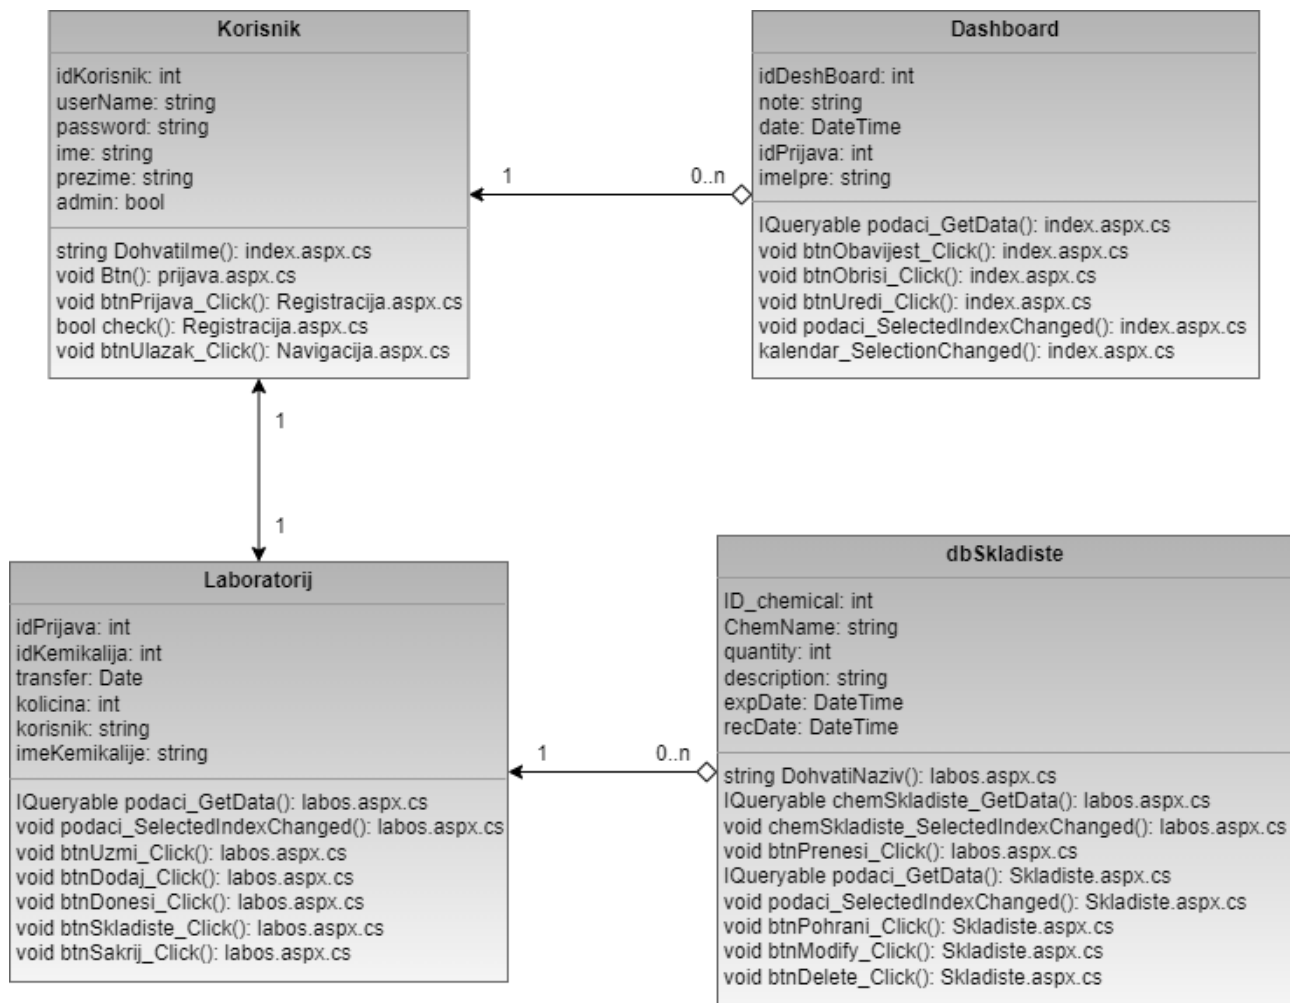 Korisnik
idKorisnik: int
userName: string
password: string
ime: string
prezime: string
admin: bool
string DohvatiIme(): index.aspx.cs
void Btn(): prijava.aspx.cs
void btnPrijava_Click(): Registracija.aspx.cs
bool check(): Registracija.aspx.cs
void btnUlazak_Click(): Navigacija.aspx.cs
1
0..n
Dashboard
idDeshBoard: int
note: string
date: DateTime
idPrijava: int
imeIpre: string
IQueryable podaci_GetData(): index.aspx.cs
void btnObavijest_Click(): index.aspx.cs
void btnObrisi_Click(): index.aspx.cs
void btnUredi_Click(): index.aspx.cs
void podaci_SelectedIndexChanged(): index.aspx.cs
kalendar_SelectionChanged(): index.aspx.cs
1
1
Laboratorij
idPrijava: int
idKemikalija: int
transfer: Date
kolicina: int
korisnik: string
imeKemikalije: string
IQueryable podaci_GetData(): labos.aspx.cs
void podaci_SelectedIndexChanged(): labos.aspx.cs
void btnUzmi_Click(): labos.aspx.cs
void btnDodaj_Click(): labos.aspx.cs
void btnDonesi_Click(): labos.aspx.cs
void btnSkladiste_Click(): labos.aspx.cs
void btnSakrij_Click(): labos.aspx.cs
1
0..n
dbSkladiste
ID_chemical: int
ChemName: string
quantity: int
description: string
expDate: DateTime
recDate: DateTime
string DohvatiNaziv(): labos.aspx.cs
IQueryable chemSkladiste_GetData(): labos.aspx.cs
void chemSkladiste_SelectedIndexChanged(): labos.aspx.cs
void btnPrenesi_Click(): labos.aspx.cs
IQueryable podaci_GetData(): Skladiste.aspx.cs
void podaci_SelectedIndexChanged(): Skladiste.aspx.cs
void btnPohrani_Click(): Skladiste.aspx.cs
void btnModify_Click(): Skladiste.aspx.cs
void btnDelete_Click(): Skladiste.aspx.cs